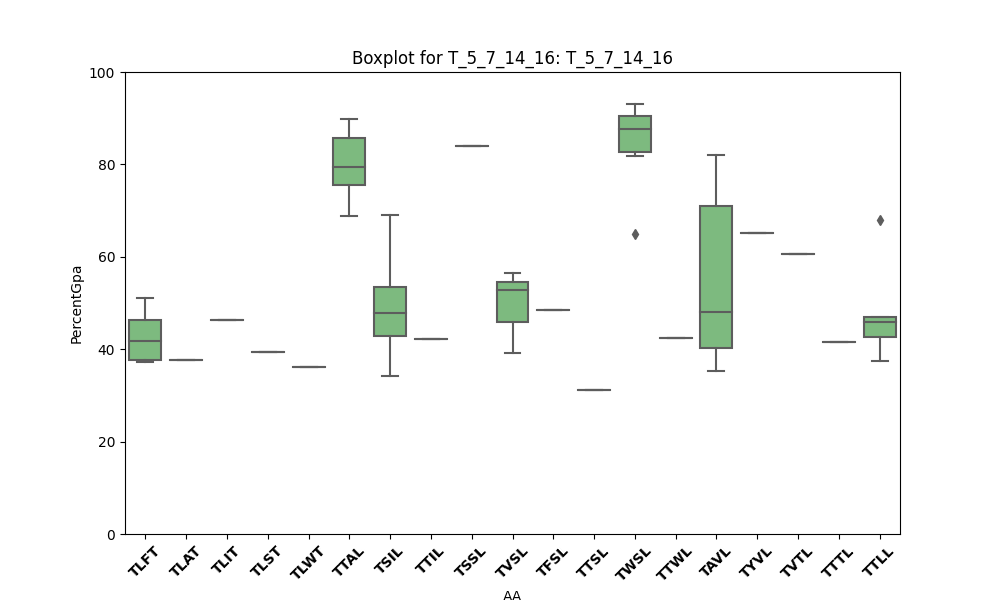 Boxplot for T_5_7_14_16: T_5_7_14_16
100
80
60
40
20
0
PercentGpa
TLFT TLAT TLIT TLST TLWT TTAL TSIL TTIL TSSL TVSL TFSL TTSL TWSL TTWL TAVL TYVL TVTL TTTL TTLL
AA